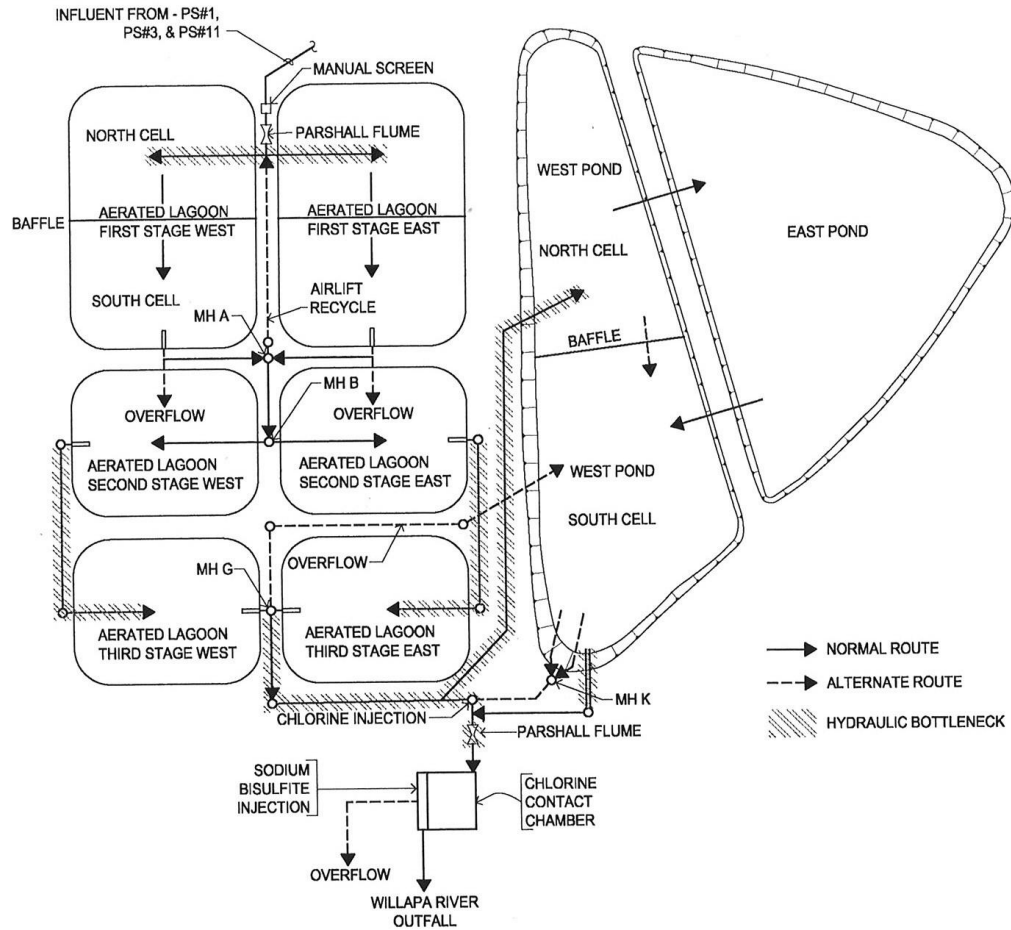 INFLUENT FROM - PS#1,
PS#3, & PS#11
MANUAL SCREEN
PARSHALL FLUME
NORTH CELL
BAFFLE
AERATED LAGOON
FIRST STAGE WEST
AERATED LAGOON
FIRST STAGE EAST
SOUTH CELL
AIRLIFT
RECYCLE
MH A
MH B
OVERFLOW
OVERFLOW
AERATED LAGOON
SECOND STAGE WEST
AERATED LAGOON
SECOND STAGE EAST
OVERFLOW
MH G
AERATED LAGOON
THIRD STAGE WEST
AERATED LAGOON
THIRD STAGE EAST
WEST POND
NORTH CELL
BAFFLE
WEST POND
SOUTH CELL
EAST POND
MH K
CHLORINE INJECTION
PARSHALL FLUME
SODIUM
BISULFITE
INJECTION
CHLORINE
CONTACT
CHAMBER
OVERFLOW
WILLAPA RIVER
OUTFALL
NORMAL ROUTE
ALTERNATE ROUTE
HYDRAULIC BOTTLENECK